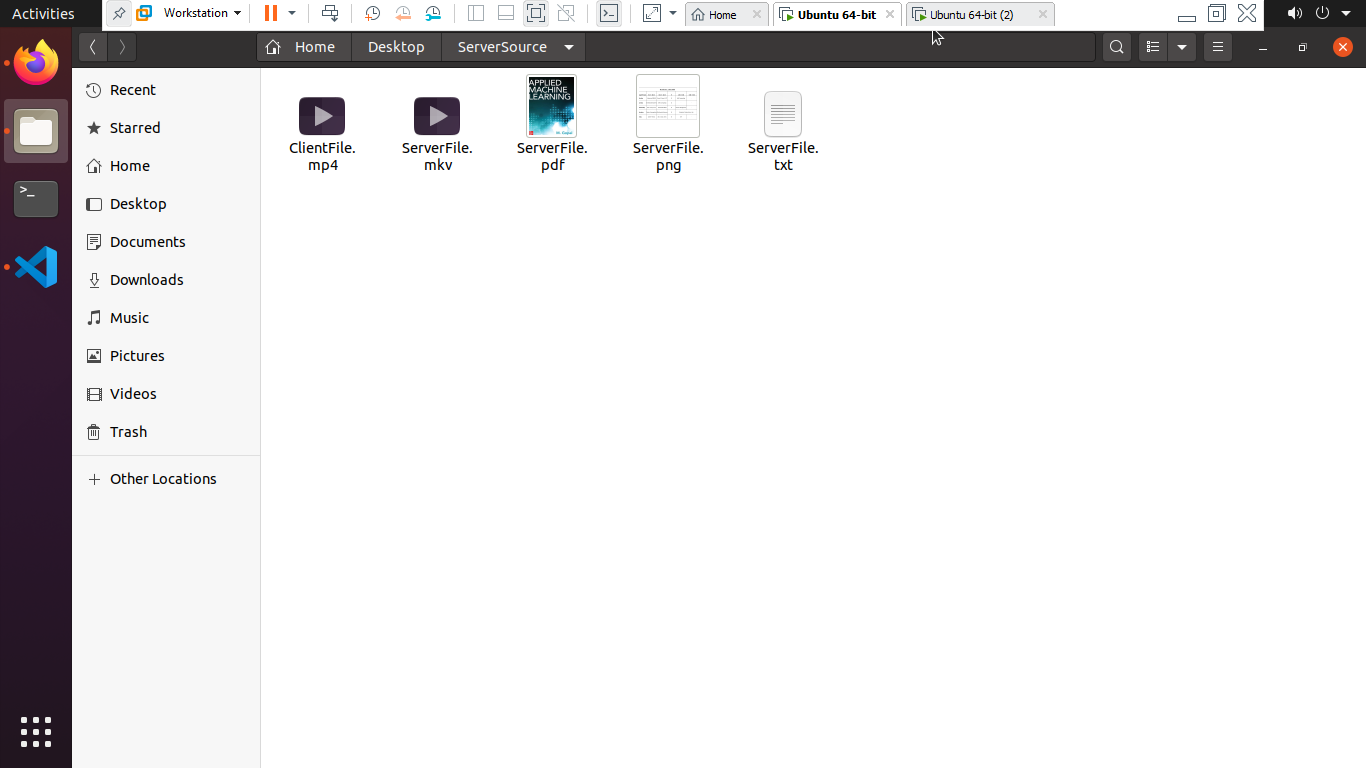 Activities
Workstation
Home
Ubuntu 64-bit
Ubuntu 64-bit (2)
Home
Desktop
ServerSource
Recent
Starred
Home
Desktop
Documents
Downloads
Music
Pictures
Videos
Trash
Other Locations
APPLIED
MACHINE
LEARNING
ClientFile.
mp4
ServerFile.
mkv
ServerFile.
pdf
ServerFile.
png
ServerFile.
txt